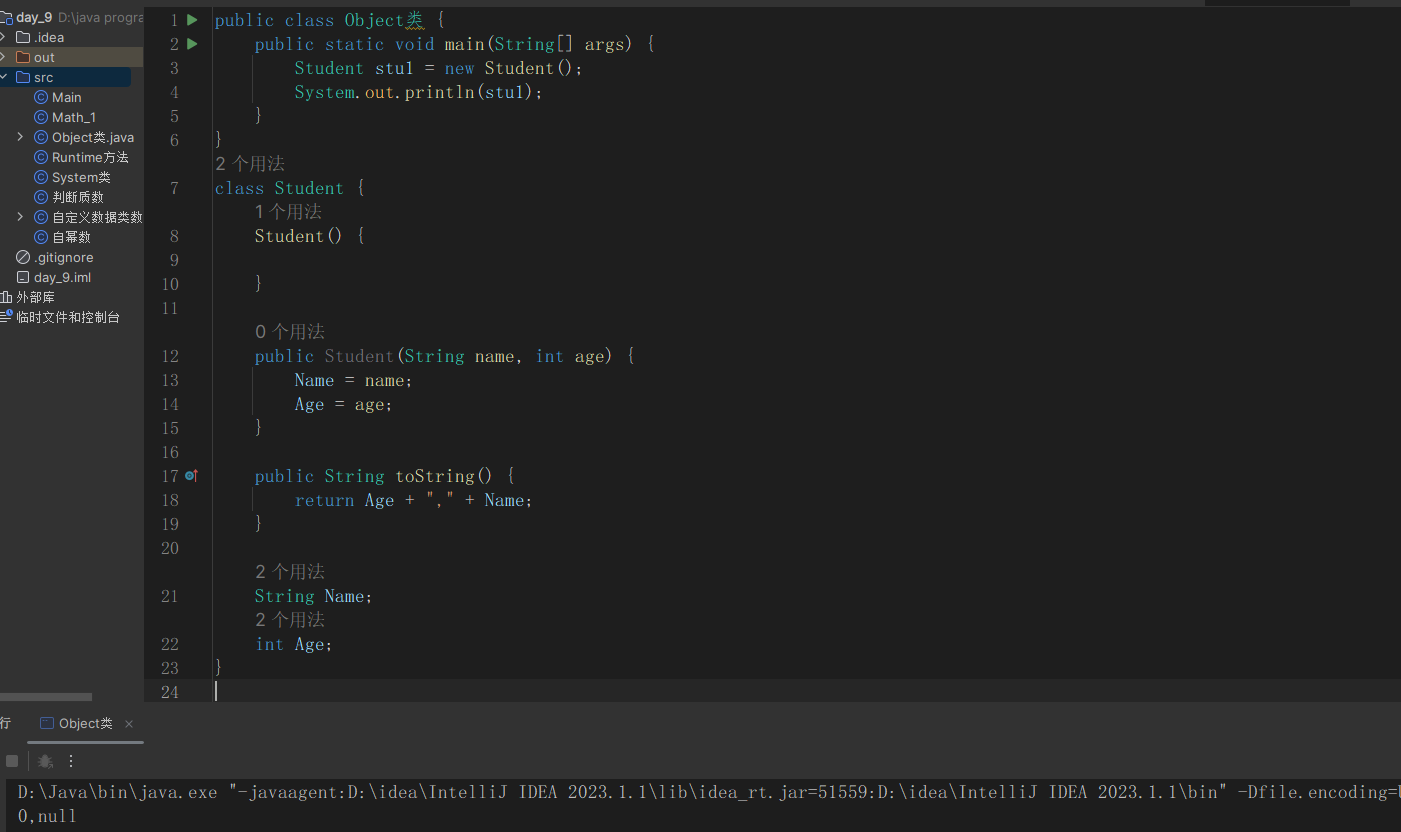 day_9 D:\java progra
.idea
out
src
Main
Math_1
Object类.java
Runtime方法
System类
判断质数
自定义数据类数
自幂数
.gitignore
day_9.iml
外部库
临时文件和控制台
1 public class Object类 {
2 public static void main(String[] args) {
3 Student stu1 = new Student();
4 System.out.println(stu1);
5 }
6 }
2 个用法
7 class Student {
1 个用法
8 Student() {
9
10 }
11
0 个用法
12 public Student(String name, int age) {
13 Name = name;
14 Age = age;
15 }
16
17 public String toString() {
18 return Age + "," + Name;
19 }
20
2 个用法
21 String Name;
2 个用法
22 int Age;
23 }
24
行 Object类 ×
D:\Java\bin\java.exe "-javaagent:D:\idea\IntelliJ IDEA 2023.1.1\lib\idea_rt.jar=51559:D:\idea\IntelliJ IDEA 2023.1.1\bin" -Dfile.encoding=
0,null